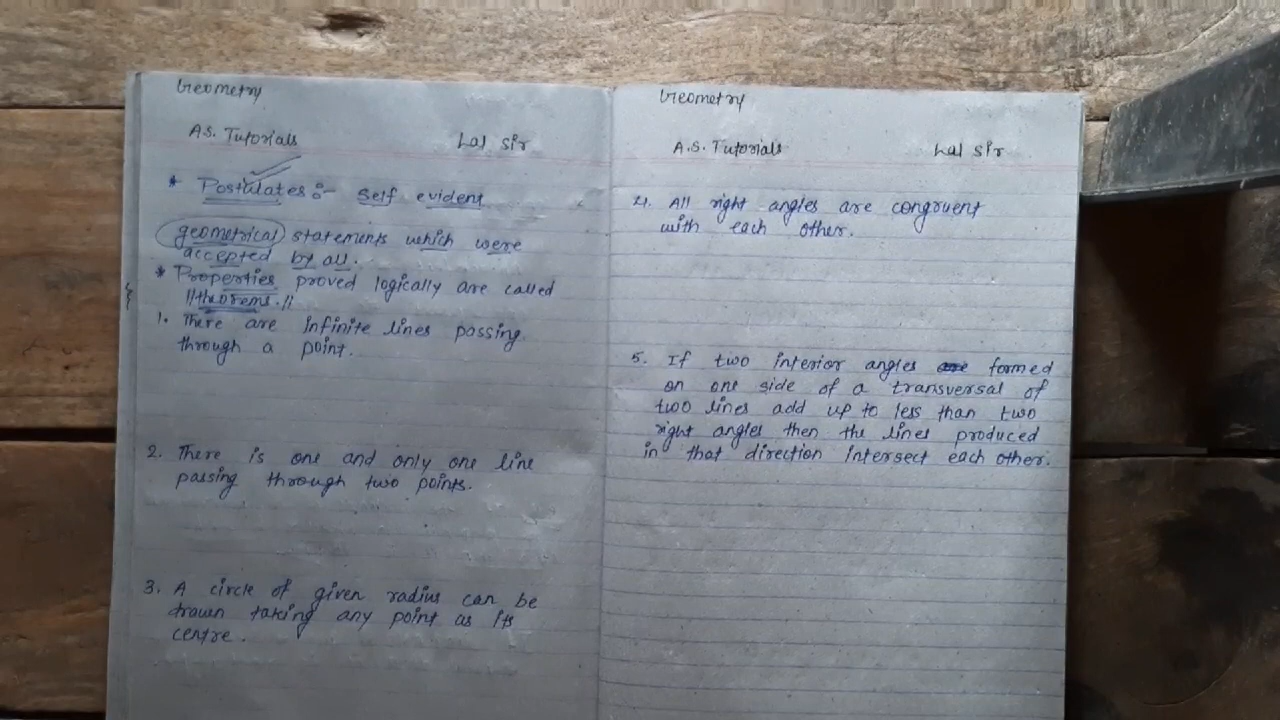 Geometry
A.S. Tutorials Lal Sir
* Postulates :- Self evident
geometrical statements which were
accepted by all.
* Properties proved logically are called
//theorems.//
1. There are infinite lines passing
through a point.
2. There is one and only one line
passing through two points.
3. A circle of given radius can be
drawn taking any point as its
centre.
Geometry
A.S. Tutorials Lal Sir
4. All right angles are congruent
with each other.
5. If two interior angles are formed
on one side of a transversal of
two lines add up to less than two
right angles then the lines produced
in that direction intersect each other.